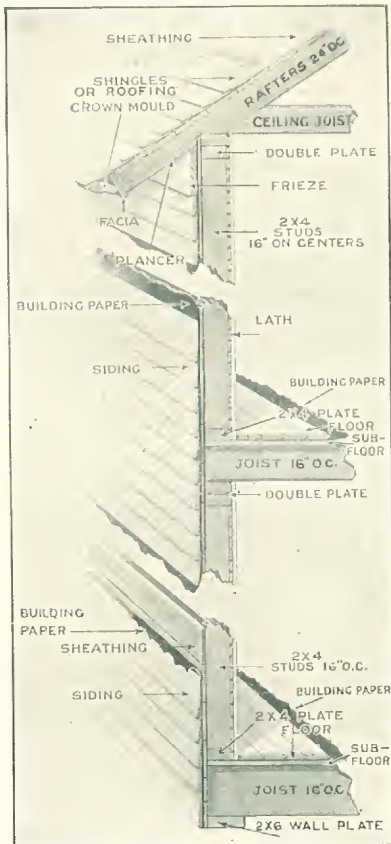 SHEATHING
SHINGLES
OR ROOFING
CROWN MOULD
RAFTERS 24" O.C.
CEILING JOIST
DOUBLE PLATE
FRIEZE
FACIA
2X4
STUDS
16" ON CENTERS
PLANCER
BUILDING PAPER
LATH
SIDING
BUILDING PAPER
2X4 PLATE
FLOOR
SUB-
FLOOR
JOIST 16" O.C.
DOUBLE PLATE
BUILDING
PAPER
SHEATHING
2X4
STUDS 16" O.C.
BUILDING PAPER
SIDING
2X4 PLATE
FLOOR
SUB-
FLOOR
JOIST 16" O.C.
2X6 WALL PLATE